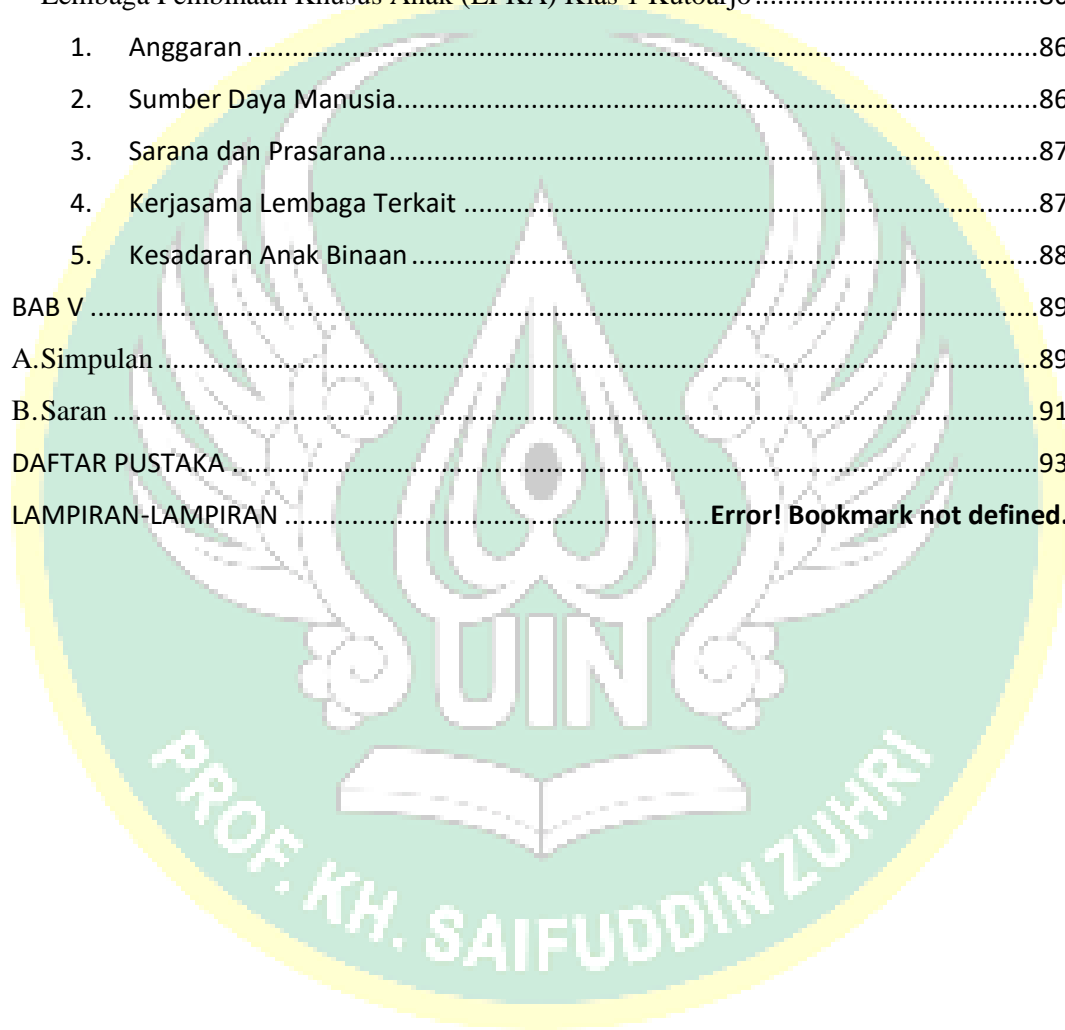 Lembaga Pembinaan Khusus Anak (LPKA) Klas 1 Kutoarjo........86
1. Anggaran........86
2. Sumber Daya Manusia........86
3. Sarana dan Prasarana........87
4. Kerjasama Lembaga Terkait........87
5. Kesadaran Anak Binaan........88
BAB V........89
A.Simpulan........89
B.Saran........91
DAFTAR PUSTAKA........93
LAMPIRAN-LAMPIRAN........Error! Bookmark not defined.
UIN
PROF. KH. SAIFUDDIN ZUHRI